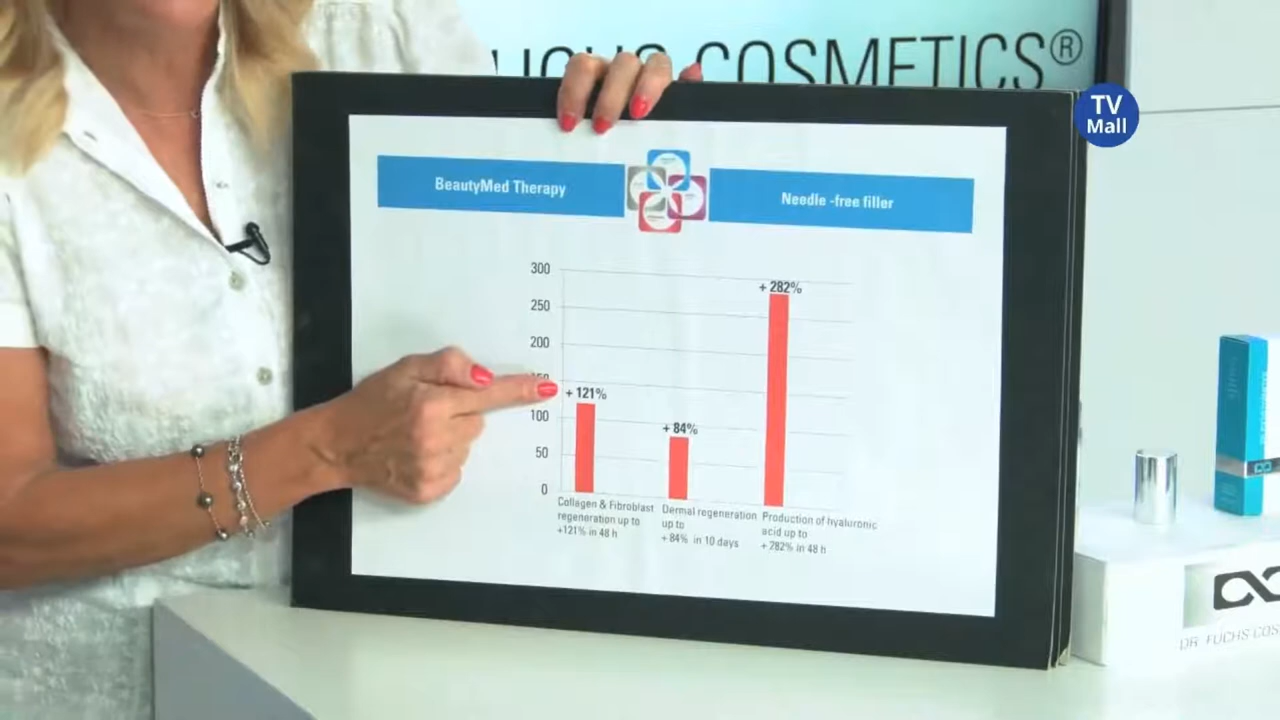 COSMETICS®
TV
Mall
BeautyMed Therapy
Needle -free filler
300
250
200
100
50
0
+ 121%
+ 84%
+ 282%
Collagen & Fibroblast
regeneration up to
+121% in 48 h
Dermal regeneration
up to
+ 84% in 10 days
Production of hyaluronic
acid up to
+ 282% in 48 h
DR. FUCHS COS